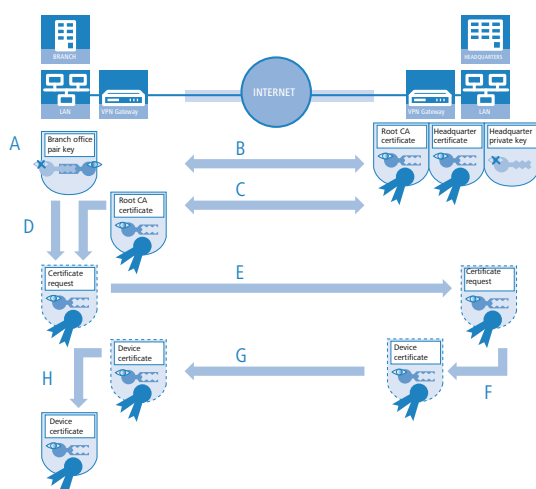 BRANCH
HEADQUARTERS
INTERNET
LAN
VPN Gateway
VPN Gateway
LAN
A
Branch office
pair key
B
Root CA
certificate
Headquarter
certificate
Headquarter
private key
C
Root CA
certificate
D
Certificate
request
E
Certificate
request
Device
certificate
G
Device
certificate
H
F
Device
certificate